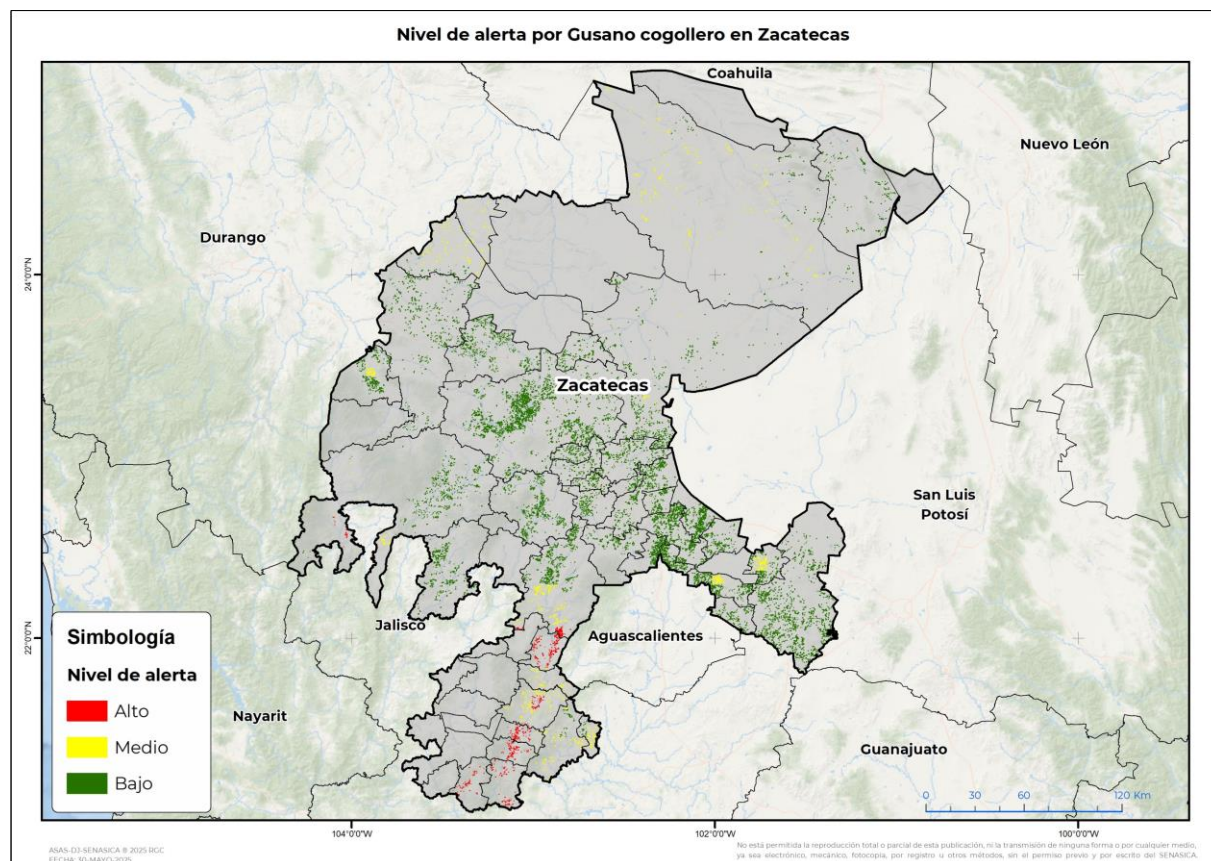 Nivel de alerta por Gusano cogollero en Zacatecas
Coahuila
Nuevo León
Durango
24°0'0"N
Zacatecas
San Luis
Potosí
22°0'0"N
Jalisco
Aguascalientes
Nayarit
Guanajuato
Simbología
Nivel de alerta
Alto
Medio
Bajo
0 30 60 120 Km
104°0'0"W
102°0'0"W
100°0'0"W
ASAS-DJ-SENASICA ® 2025 RGC
FECHA: 30-MAYO-2025
No está permitida la reproducción total o parcial de esta publicación, ni la transmisión de ninguna forma o por cualquier medio,
ya sea electrónico, mecánico, fotocopia, por registro u otros métodos, sin el permiso previo y por escrito del SENASICA.